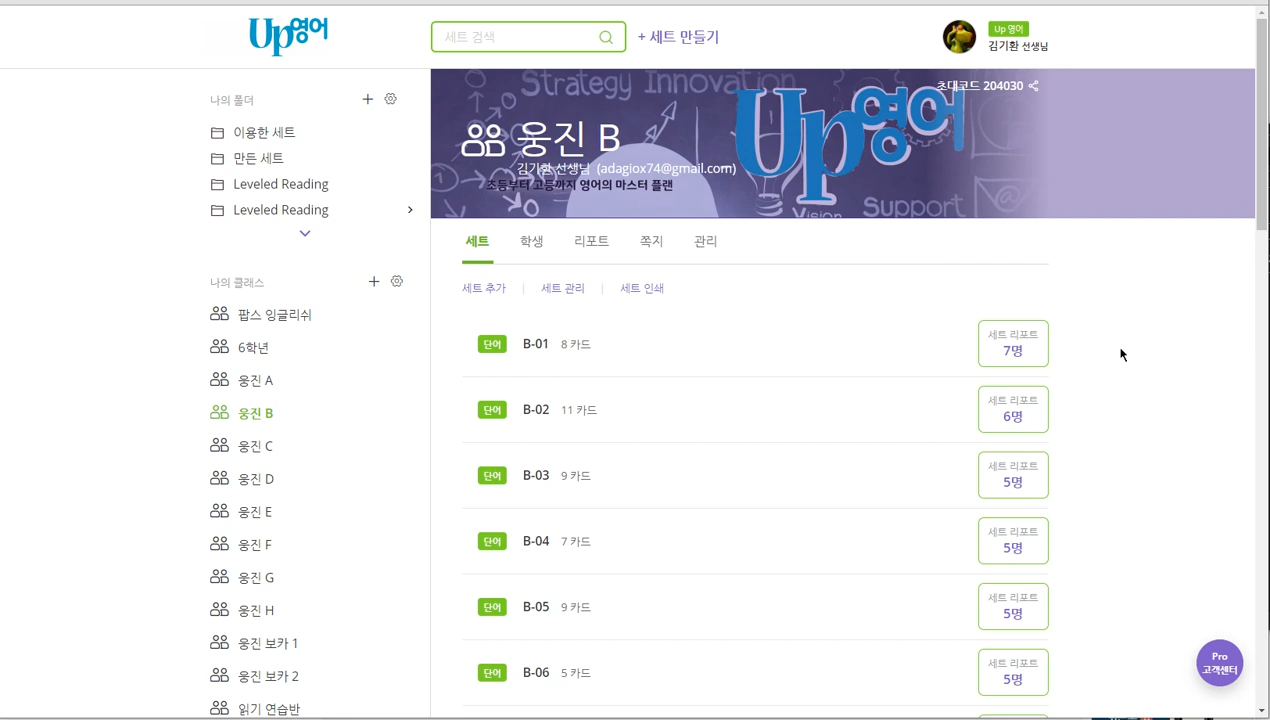 Up영어
세트 검색
+ 세트 만들기
Up 영어
김기환 선생님
나의 폴더
이용한 세트
만든 세트
Leveled Reading
Leveled Reading
나의 클래스
팝스 잉글리쉬
6학년
웅진 A
웅진 B
웅진 C
웅진 D
웅진 E
웅진 F
웅진 G
웅진 H
웅진 보카 1
웅진 보카 2
읽기 연습반
Strategy Innovation
초대코드 204030
Up영어
웅진 B
김기환 선생님 (adagiox74@gmail.com)
초등부터 고등까지 영어의 마스터 플랜
Vision
Support
세트 학생 리포트 쪽지 관리
세트 추가 | 세트 관리 | 세트 인쇄
단어 B-01 8 카드 세트 리포트
7명
단어 B-02 11 카드 세트 리포트
6명
단어 B-03 9 카드 세트 리포트
5명
단어 B-04 7 카드 세트 리포트
5명
단어 B-05 9 카드 세트 리포트
5명
단어 B-06 5 카드 세트 리포트
5명
Pro
고객센터